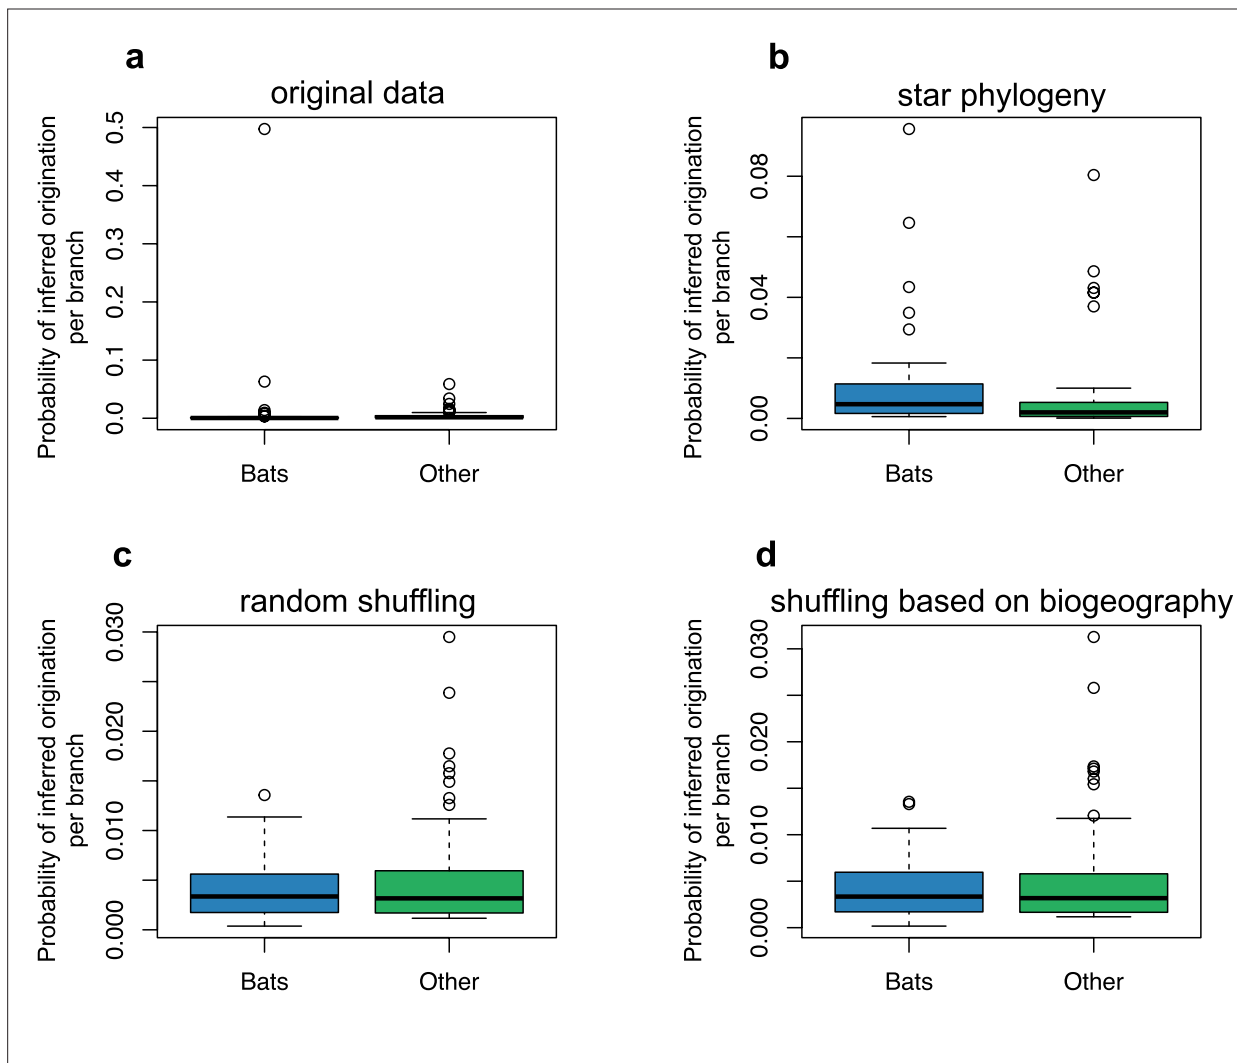 a
original data
Probability of inferred origination
per branch
0.5
0.4
0.3
0.2
0.1
0.0
Bats Other
b
star phylogeny
Probability of inferred origination
per branch
0.08
0.04
0.00
Bats Other
c
random shuffling
Probability of inferred origination
per branch
0.030
0.020
0.010
0.000
Bats Other
d
shuffling based on biogeography
Probability of inferred origination
per branch
0.030
0.020
0.010
0.000
Bats Other